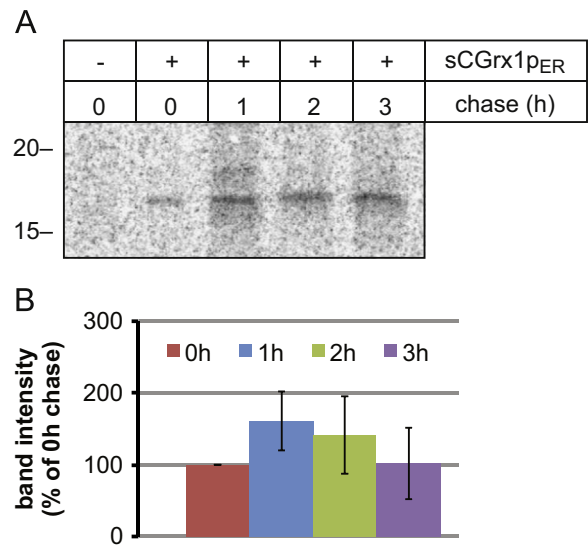 A
- + + + + sCGrx1pER
0 0 1 2 3 chase (h)
20–
15–
B
band intensity
(% of 0h chase)
300
0h 1h 2h 3h
200
100
0